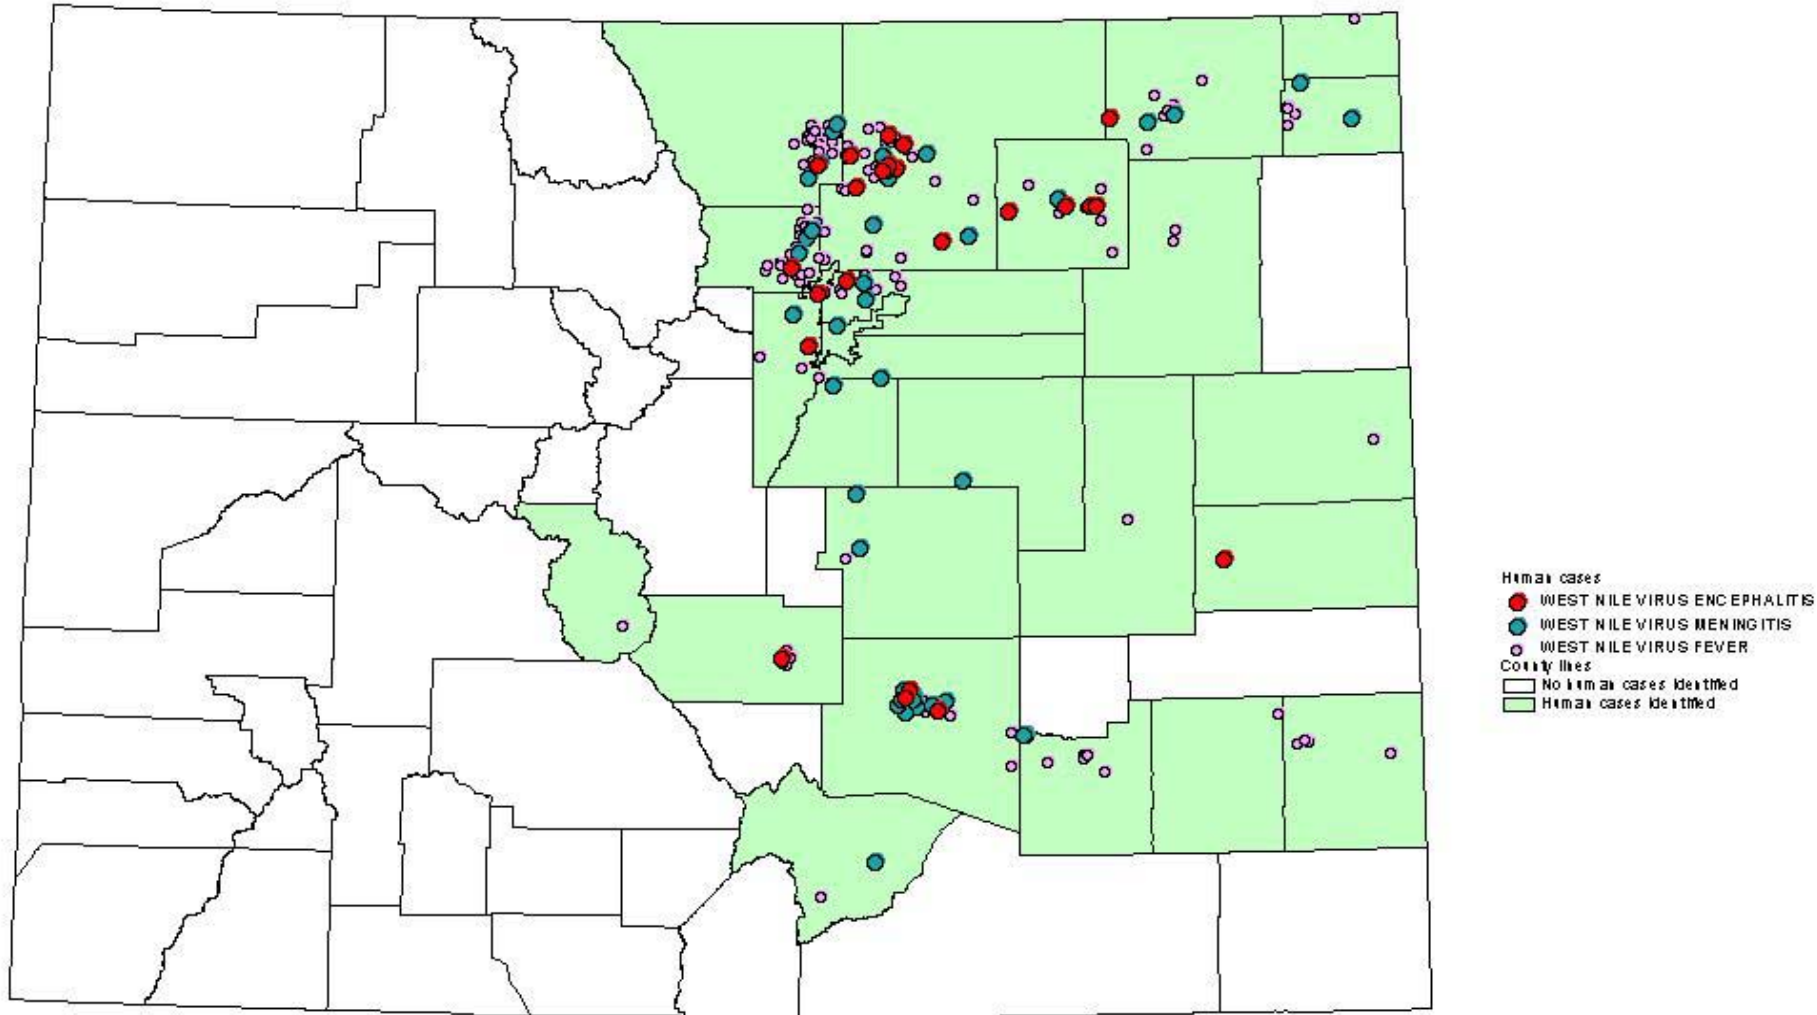 Human cases
WEST NILE VIRUS ENCEPHALITIS
WEST NILE VIRUS MENINGITIS
WEST NILE VIRUS FEVER
County lines
No human cases identified
Human cases identified